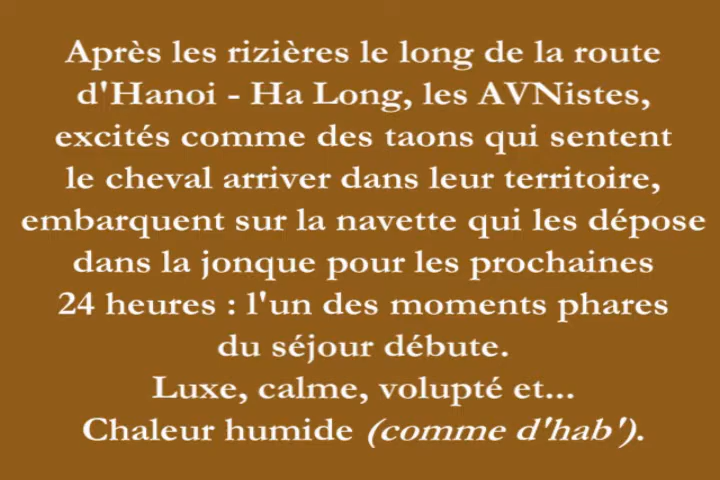 Après les rizières le long de la route
d'Hanoi - Ha Long, les AVNistes,
excités comme des taons qui sentent
le cheval arriver dans leur territoire,
embarquent sur la navette qui les dépose
dans la jonque pour les prochaines
24 heures : l'un des moments phares
du séjour débute.
Luxe, calme, volupté et...
Chaleur humide (comme d'hab').